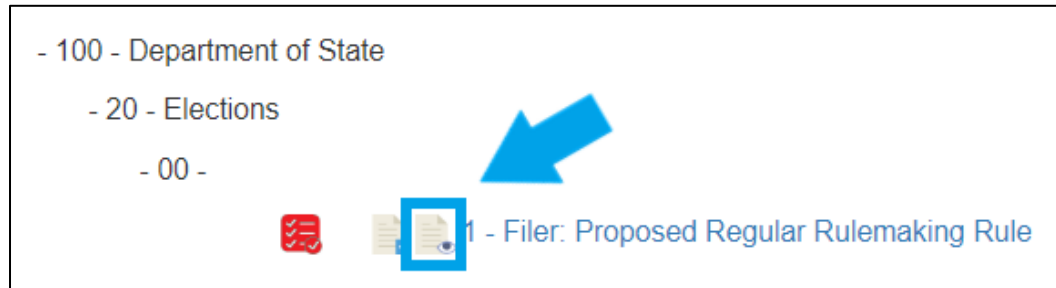 - 100 - Department of State
- 20 - Elections
- 00 -
1 - Filer: Proposed Regular Rulemaking Rule